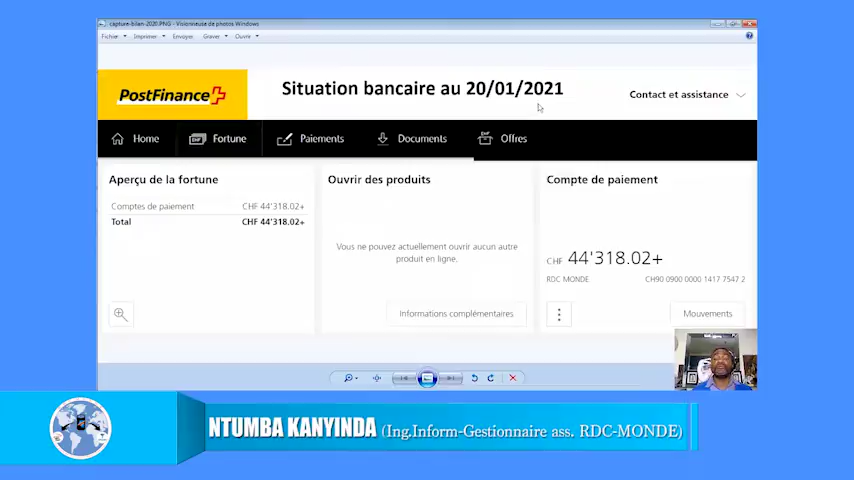 capture-bilan-2020.PNG - Visionneuse de photos Windows
Fichier Imprimer Envoyer Graver Ouvrir
PostFinance
Situation bancaire au 20/01/2021
Contact et assistance
Home Fortune Paiements Documents Offres
Aperçu de la fortune
Comptes de paiement CHF 44'318.02+
Total CHF 44'318.02+
Ouvrir des produits
Vous ne pouvez actuellement ouvrir aucun autre
produit en ligne.
Informations complémentaires
Compte de paiement
CHF 44'318.02+
RDC MONDE CH90 0900 0000 1417 7547 2
Mouvements
NTUMBA KANYINDA (Ing.Inform-Gestionnaire ass. RDC-MONDE)